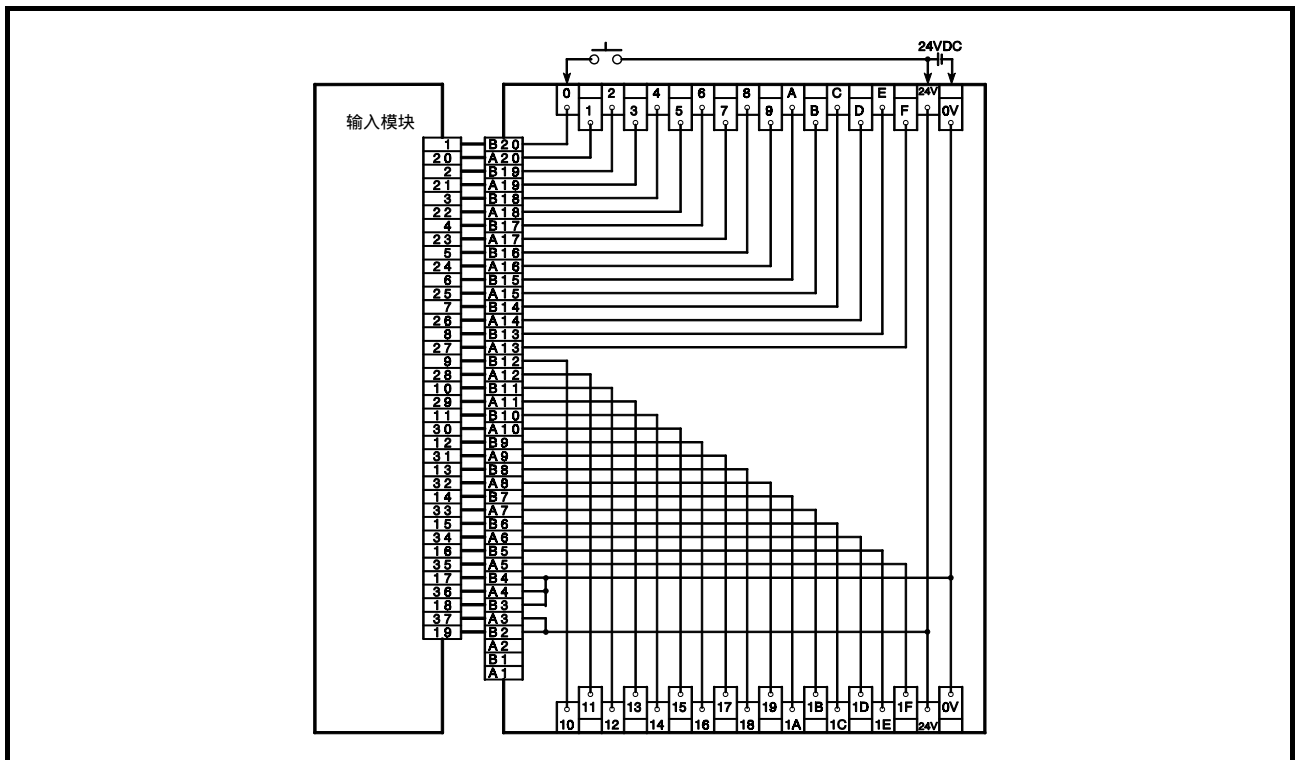 24VDC
0 2 4 6 8 A C E 24V
1 3 5 7 9 B D F 0V
输入模块
1 B20
20 A20
2 B19
21 A19
3 B18
22 A18
4 B17
23 A17
5 B16
24 A16
6 B15
25 A15
7 B14
26 A14
8 B13
27 A13
9 B12
28 A12
10 B11
29 A11
11 B10
30 A10
12 B9
31 A9
13 B8
32 A8
14 B7
33 A7
15 B6
34 A6
16 B5
35 A5
17 B4
36 A4
18 B3
37 A3
19 B2
A2
B1
A1
11 13 15 17 19 1B 1D 1F 0V
10 12 14 16 18 1A 1C 1E 24V